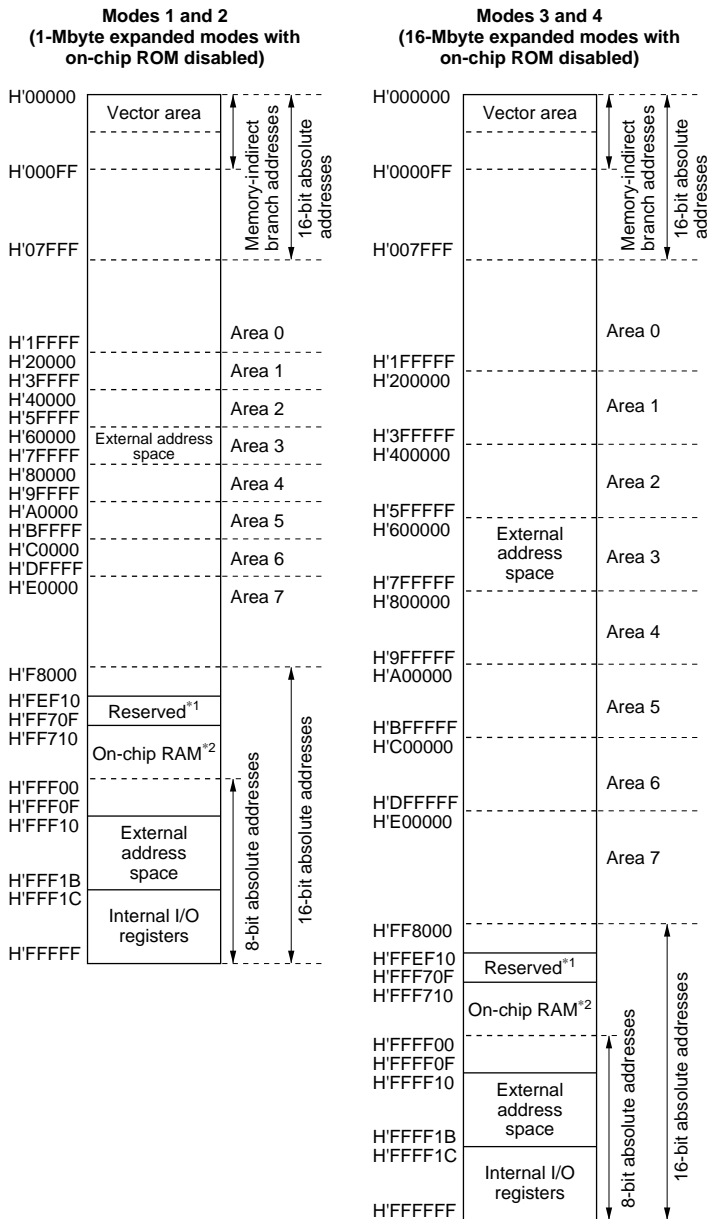 Modes 1 and 2
(1-Mbyte expanded modes with
on-chip ROM disabled)
H'00000
Vector area
H'000FF
H'07FFF
Memory-indirect
branch addresses
16-bit absolute
addresses
H'1FFFF
Area 0
H'20000
H'3FFFF
Area 1
H'40000
H'5FFFF
Area 2
H'60000
H'7FFFF
External address
space
Area 3
H'80000
H'9FFFF
Area 4
H'A0000
H'BFFFF
Area 5
H'C0000
H'DFFFF
Area 6
H'E0000
Area 7
H'F8000
H'FEF10
H'FF70F
Reserved*1
H'FF710
On-chip RAM*2
H'FFF00
H'FFF0F
H'FFF10
External
address
space
H'FFF1B
H'FFF1C
Internal I/O
registers
H'FFFFF
8-bit absolute addresses
16-bit absolute addresses
Modes 3 and 4
(16-Mbyte expanded modes with
on-chip ROM disabled)
H'000000
Vector area
H'0000FF
H'007FFF
Memory-indirect
branch addresses
16-bit absolute
addresses
Area 0
H'1FFFFF
H'200000
Area 1
H'3FFFFF
H'400000
Area 2
H'5FFFFF
H'600000
External
address
space
Area 3
H'7FFFFF
H'800000
Area 4
H'9FFFFF
H'A00000
Area 5
H'BFFFFF
H'C00000
Area 6
H'DFFFFF
H'E00000
Area 7
H'FF8000
H'FFEF10
H'FFF70F
Reserved*1
H'FFF710
On-chip RAM*2
H'FFFF00
H'FFFF0F
H'FFFF10
External
address
space
H'FFFF1B
H'FFFF1C
Internal I/O
registers
H'FFFFFF
8-bit absolute addresses
16-bit absolute addresses